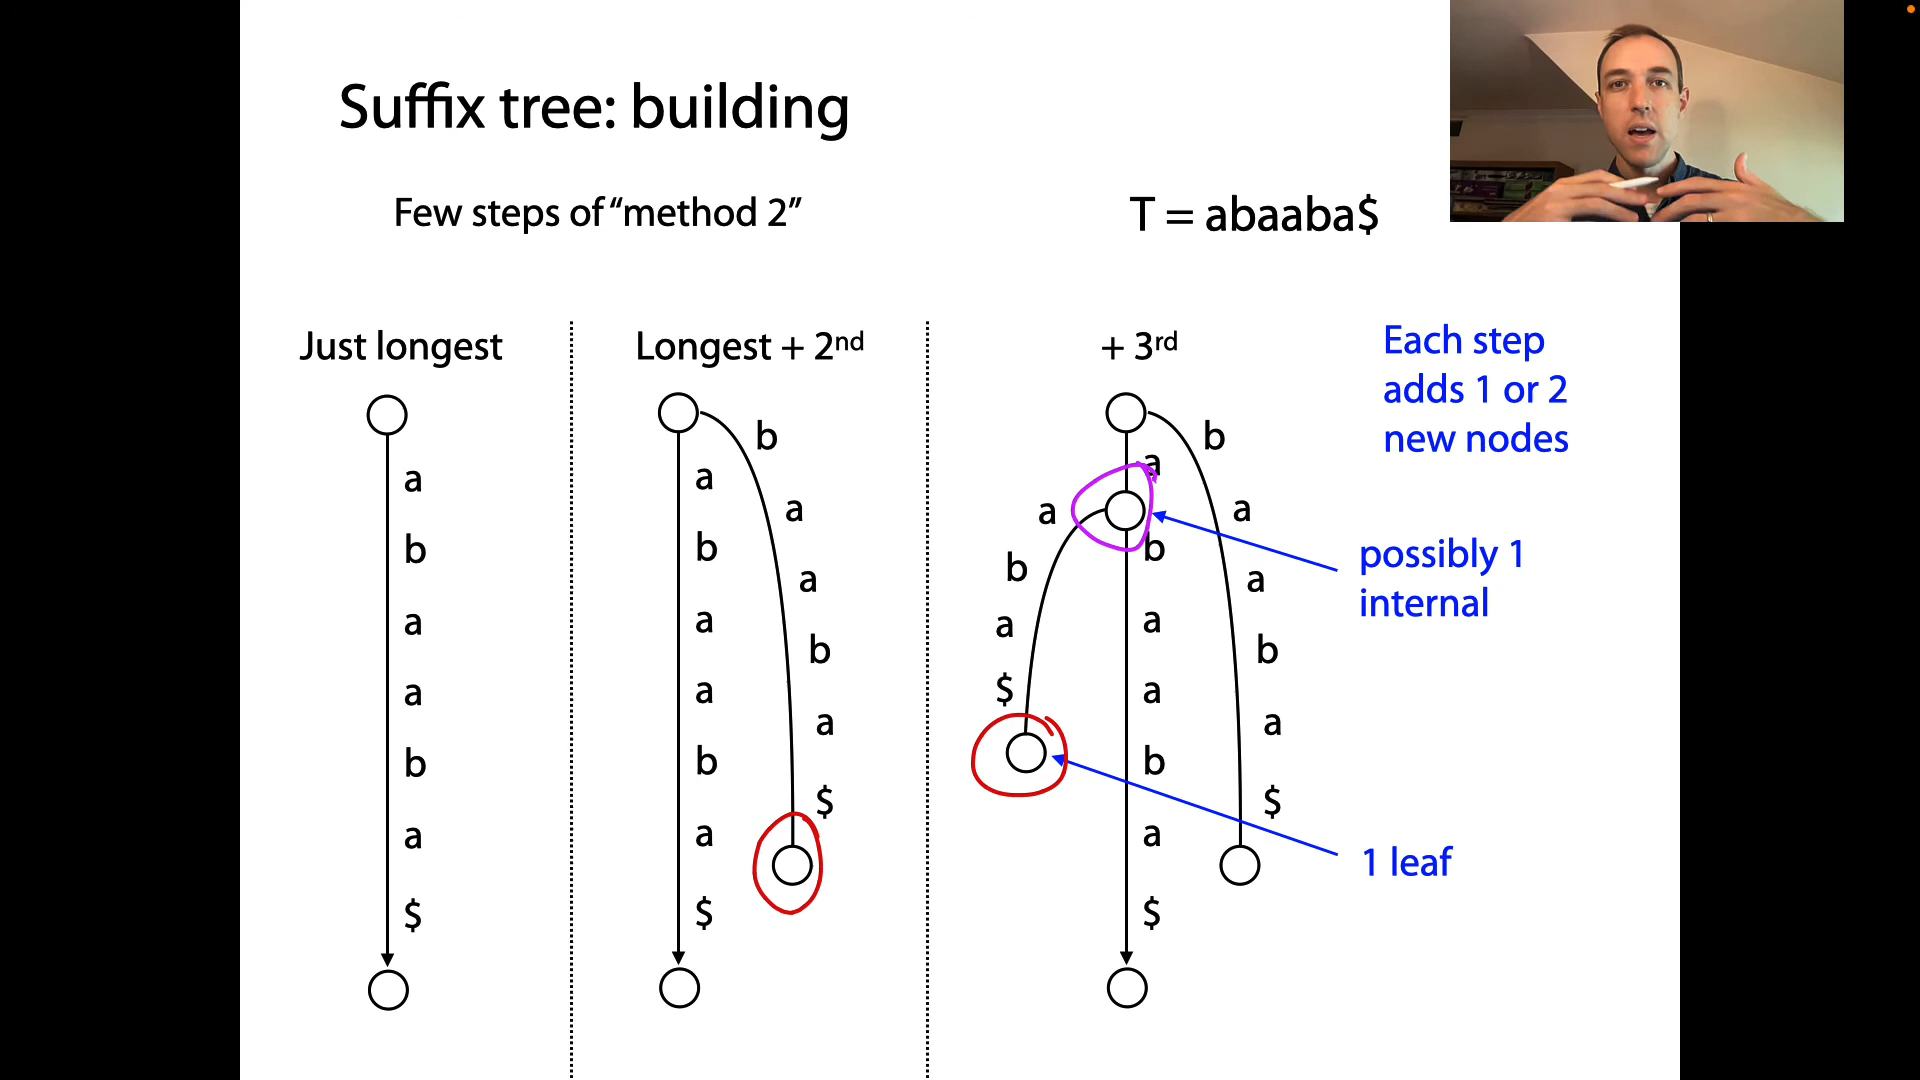 Suffix tree: building
Few steps of “method 2”
T = abaaba$
Just longest
a
b
a
a
b
a
$
Longest + 2nd
a
b
a
a
b
a
$
b
a
a
b
a
$
+ 3rd
a
b
a
$
a
b
a
a
b
a
$
b
a
a
b
a
$
Each step
adds 1 or 2
new nodes
possibly 1
internal
1 leaf